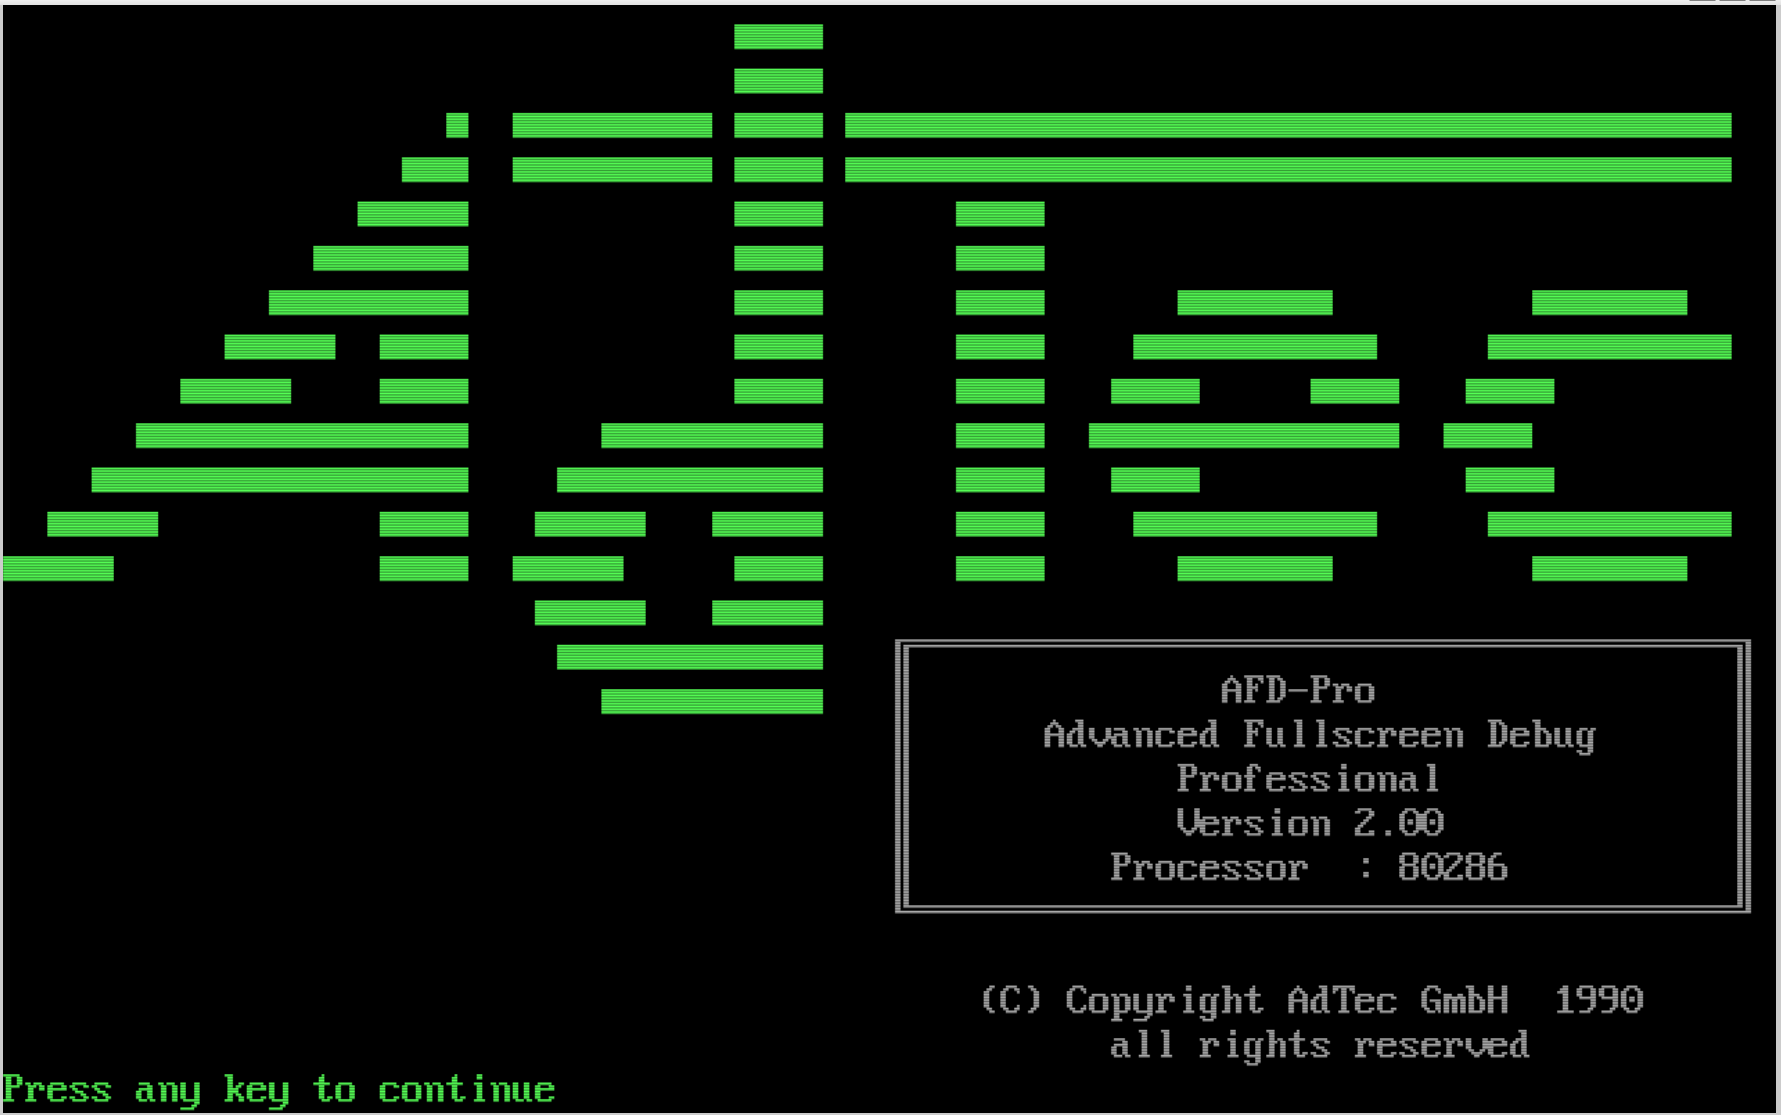 AdTec
AFD-Pro
Advanced Fullscreen Debug
Professional
Version 2.00
Processor  : 80286
(C) Copyright AdTec GmbH  1990
all rights reserved
Press any key to continue